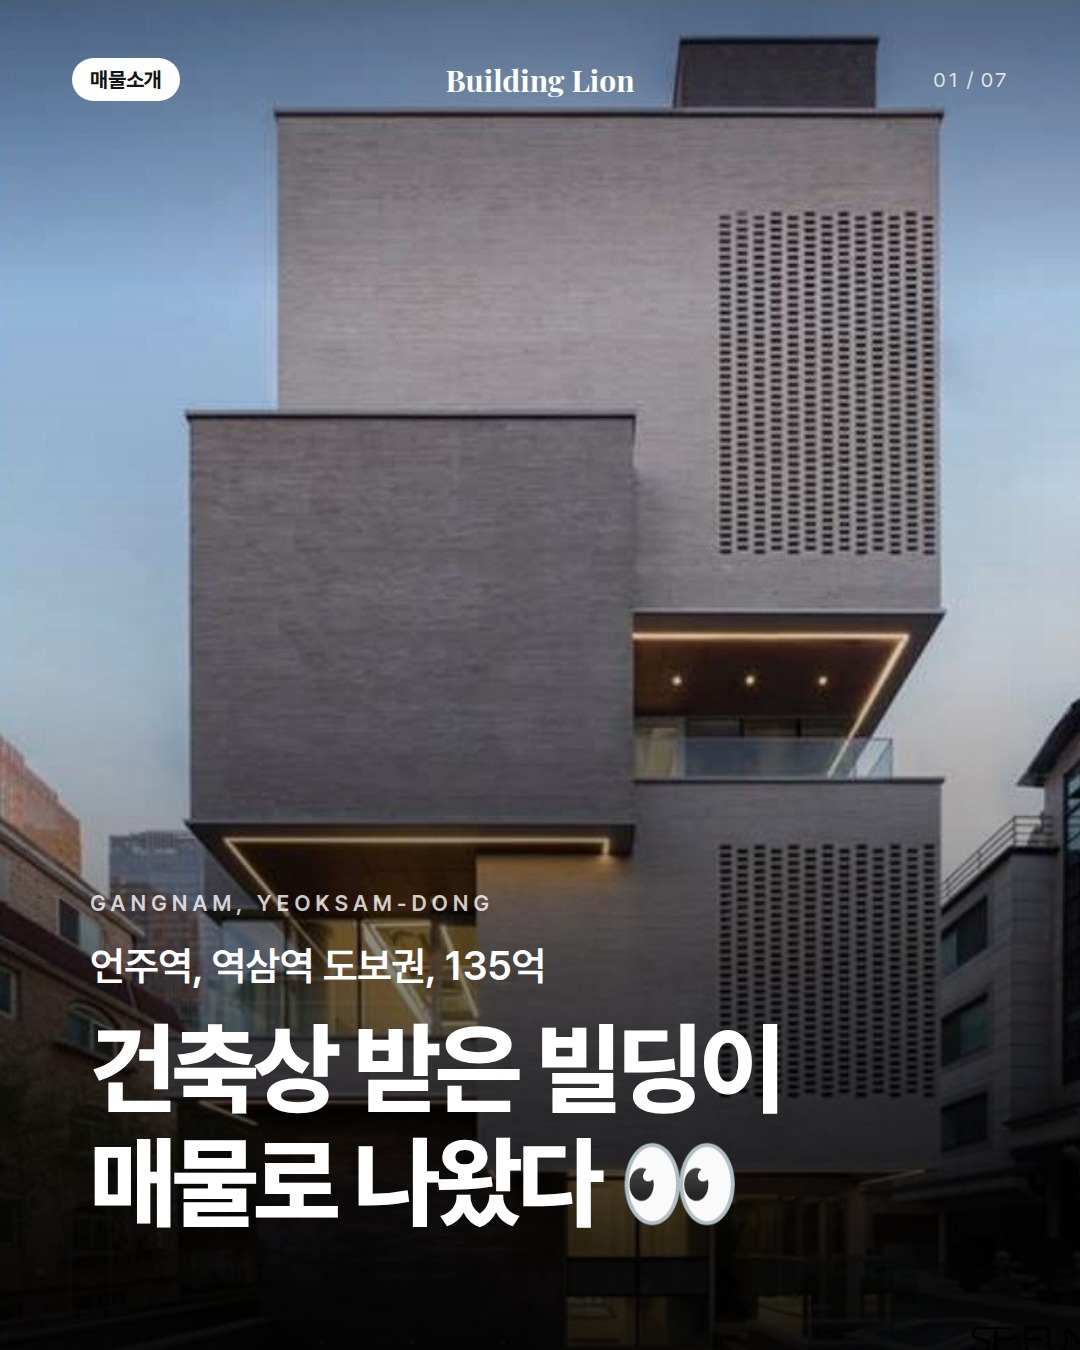 매물소개
Building Lion
01 / 07
GANGNAM, YEOKSAM-DONG
언주역, 역삼역 도보권, 135억
건축상 받은 빌딩이
매물로 나왔다 👀